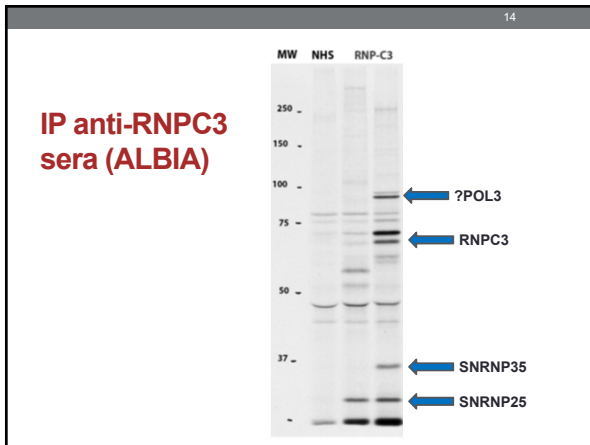 14
IP anti-RNPC3
sera (ALBIA)
MW NHS RNP-C3
250
150
100
75
50
37
?POL3
RNPC3
SNRNP35
SNRNP25